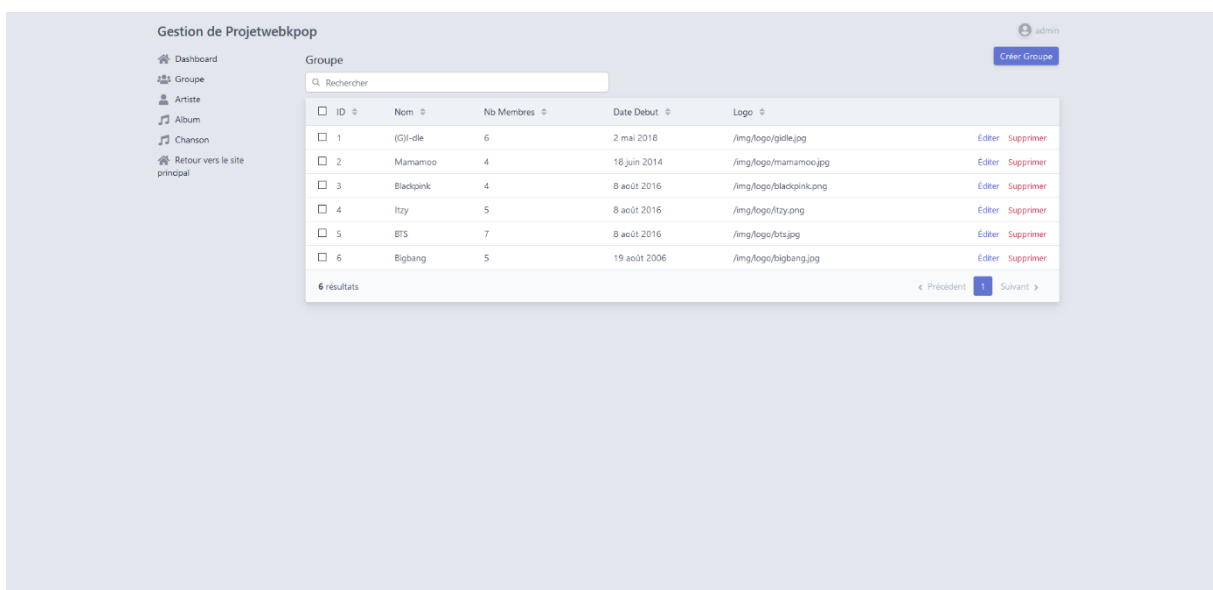 Gestion de Projetwebkpop
admin
Dashboard
Groupe
Artiste
Album
Chanson
Retour vers le site
principal
Groupe
Créer Groupe
Rechercher
ID Nom Nb Membres Date Debut Logo
1 (G)I-dle 6 2 mai 2018 /img/logo/gidle.jpg Éditer Supprimer
2 Mamamoo 4 18 juin 2014 /img/logo/mamamoo.jpg Éditer Supprimer
3 Blackpink 4 8 août 2016 /img/logo/blackpink.png Éditer Supprimer
4 Itzy 5 8 août 2016 /img/logo/itzy.png Éditer Supprimer
5 BTS 7 8 août 2016 /img/logo/bts.jpg Éditer Supprimer
6 Bigbang 5 19 août 2006 /img/logo/bigbang.jpg Éditer Supprimer
6 résultats Précédent 1 Suivant